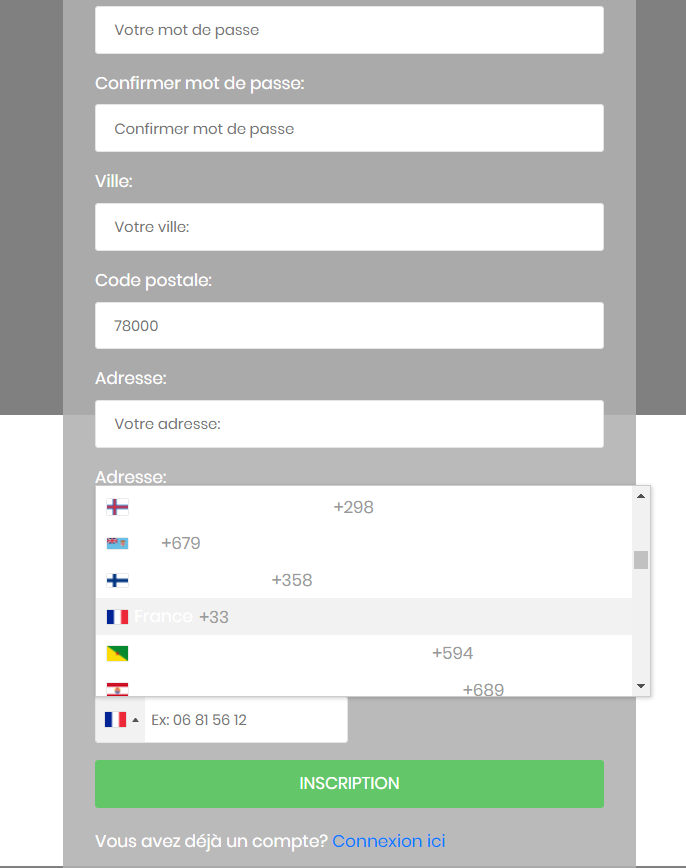 Votre mot de passe
Confirmer mot de passe:
Confirmer mot de passe
Ville:
Votre ville:
Code postale:
78000
Adresse:
Votre adresse:
Adresse:
+298
+679
+358
France +33
+594
+689
Ex: 06 81 56 12
INSCRIPTION
Vous avez déjà un compte? Connexion ici